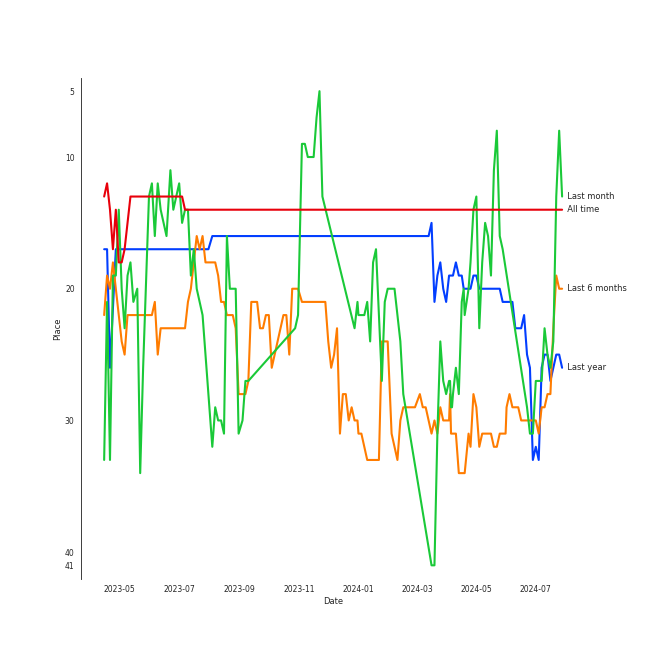 5
10
20
30
40
41
Place
2023-05
2023-07
2023-09
2023-11
2024-01
2024-03
2024-05
2024-07
Date
Last month
All time
Last 6 months
Last year